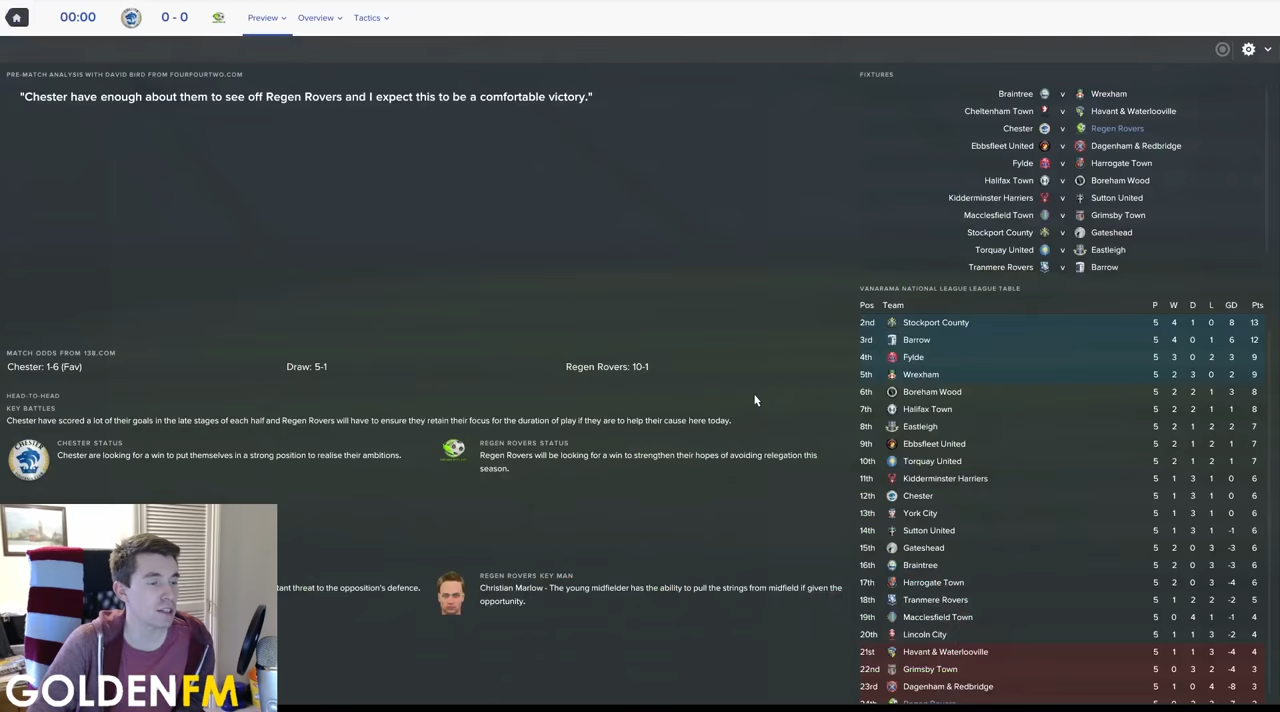 00:00 0 - 0 Preview Overview Tactics
PRE-MATCH ANALYSIS WITH DAVID BIRD FROM FOURFOURTWO.COM
"Chester have enough about them to see off Regen Rovers and I expect this to be a comfortable victory."
MATCH ODDS FROM 138.COM
Chester: 1-6 (Fav) Draw: 5-1 Regen Rovers: 10-1
HEAD-TO-HEAD
KEY BATTLES
Chester have scored a lot of their goals in the late stages of each half and Regen Rovers will have to ensure they retain their focus for the duration of play if they are to help their cause here today.
CHESTER STATUS
Chester are looking for a win to put themselves in a strong position to realise their ambitions.
REGEN ROVERS STATUS
Regen Rovers will be looking for a win to strengthen their hopes of avoiding relegation this
season.
tant threat to the opposition's defence.
REGEN ROVERS KEY MAN
Christian Marlow - The young midfielder has the ability to pull the strings from midfield if given the
opportunity.
GOLDENFM
FIXTURES
Braintree v Wrexham
Cheltenham Town v Havant & Waterlooville
Chester v Regen Rovers
Ebbsfleet United v Dagenham & Redbridge
Fylde v Harrogate Town
Halifax Town v Boreham Wood
Kidderminster Harriers v Sutton United
Macclesfield Town v Grimsby Town
Stockport County v Gateshead
Torquay United v Eastleigh
Tranmere Rovers v Barrow
VANARAMA NATIONAL LEAGUE LEAGUE TABLE
Pos Team P W D L GD Pts
2nd Stockport County 5 4 1 0 8 13
3rd Barrow 5 4 0 1 6 12
4th Fylde 5 3 0 2 3 9
5th Wrexham 5 2 3 0 2 9
6th Boreham Wood 5 2 2 1 3 8
7th Halifax Town 5 2 2 1 1 8
8th Eastleigh 5 2 1 2 2 7
9th Ebbsfleet United 5 2 1 2 1 7
10th Torquay United 5 2 1 2 1 7
11th Kidderminster Harriers 5 1 3 1 0 6
12th Chester 5 1 3 1 0 6
13th York City 5 1 3 1 0 6
14th Sutton United 5 1 3 1 -1 6
15th Gateshead 5 2 0 3 -3 6
16th Braintree 5 2 0 3 -3 6
17th Harrogate Town 5 2 0 3 -4 6
18th Tranmere Rovers 5 1 2 2 -2 5
19th Macclesfield Town 5 0 4 1 -1 4
20th Lincoln City 5 1 1 3 -2 4
21st Havant & Waterlooville 5 1 1 3 -4 4
22nd Grimsby Town 5 0 3 2 -4 3
23rd Dagenham & Redbridge 5 1 0 4 -8 3